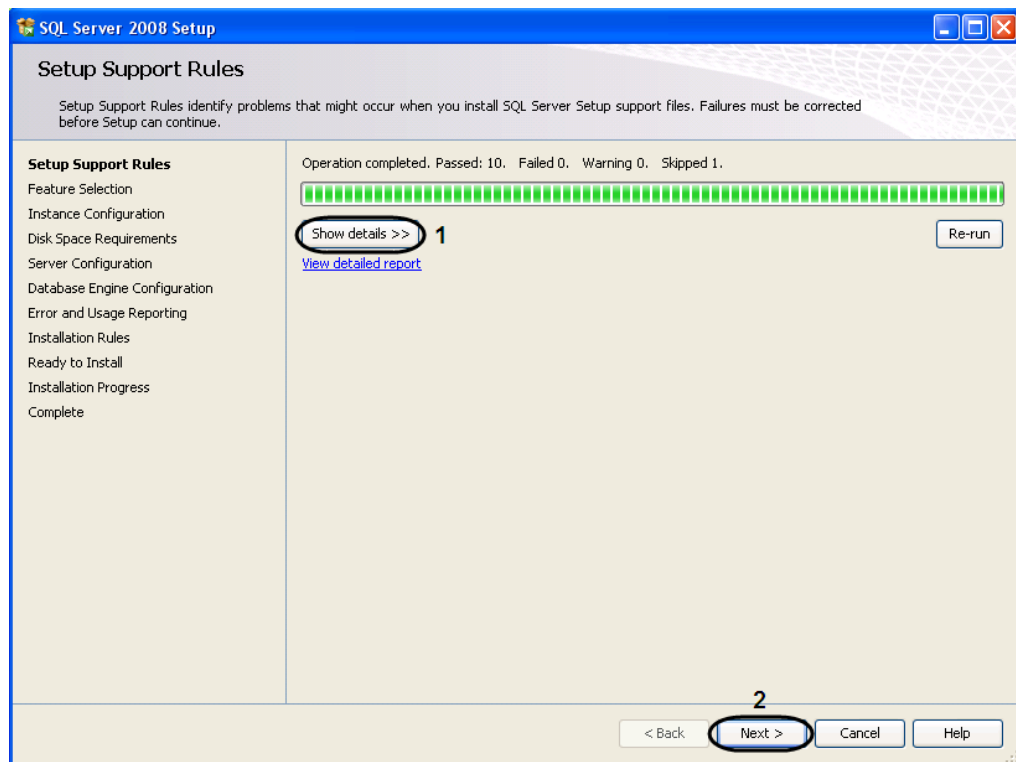 SQL Server 2008 Setup
Setup Support Rules
Setup Support Rules identify problems that might occur when you install SQL Server Setup support files. Failures must be corrected
before Setup can continue.
Setup Support Rules
Feature Selection
Instance Configuration
Disk Space Requirements
Server Configuration
Database Engine Configuration
Error and Usage Reporting
Installation Rules
Ready to Install
Installation Progress
Complete
Operation completed. Passed: 10. Failed 0. Warning 0. Skipped 1.
Show details >> 1
Re-run
View detailed report
2
< Back Next > Cancel Help